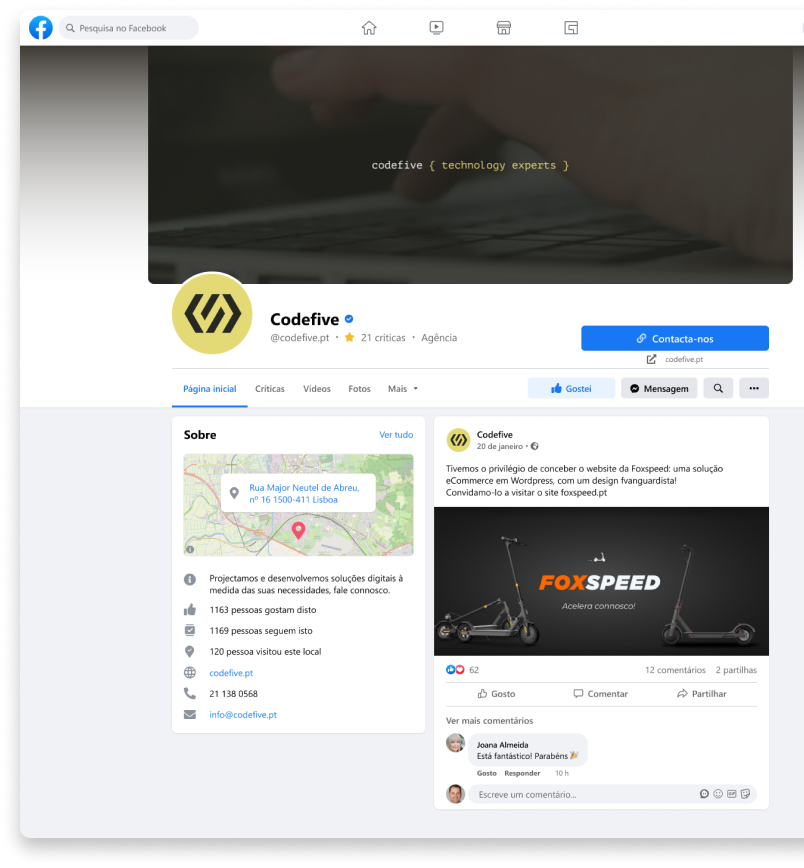 Pesquisa no Facebook
codefive { technology experts }
Codefive
@codefive.pt · 21 criticas · Agência
Contacta-nos
codefive.pt
Página inicial
Críticas
Vídeos
Fotos
Mais
Gostei
Mensagem
Sobre
Ver tudo
Rua Major Neutel de Abreu,
nº 16 1500-411 Lisboa
Projectamos e desenvolvemos soluções digitais à
medida das suas necessidades, fale connosco.
1163 pessoas gostam disto
1169 pessoas seguem isto
120 pessoa visitou este local
codefive.pt
21 138 0568
info@codefive.pt
Codefive
20 de janeiro ·
Tivemos o privilégio de conceber o website da Foxspeed: uma solução
eCommerce em Wordpress, com um design fvanguardista!
Convidamo-lo a visitar o site foxspeed.pt
FOXSPEED
Acelera connosco!
62
12 comentários 2 partilhas
Gosto
Comentar
Partilhar
Ver mais comentários
Joana Almeida
Está fantástico! Parabéns 🎉
Gosto Responder 10 h
Escreve um comentário...
GIF